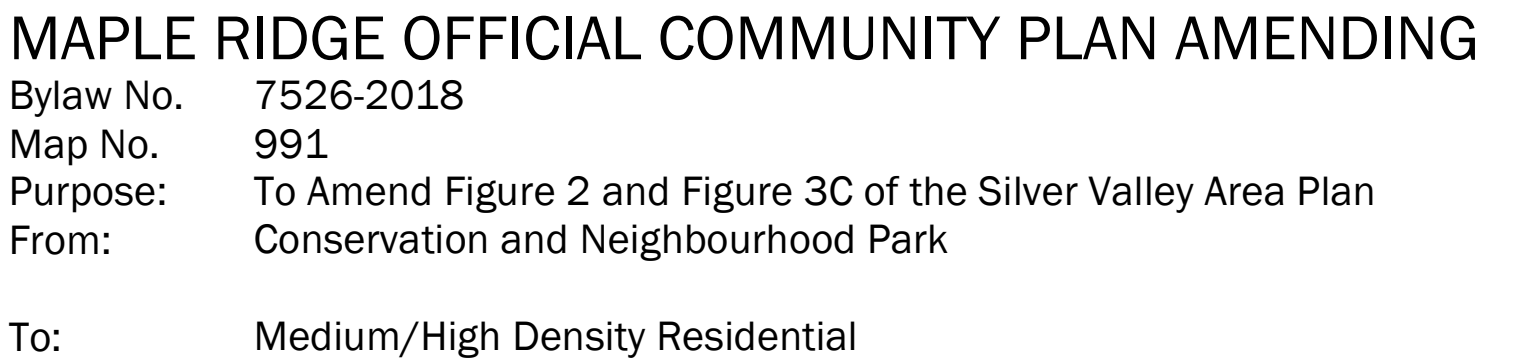 MAPLE RIDGE OFFICIAL COMMUNITY PLAN AMENDING
Bylaw No. 7526-2018
Map No. 991
Purpose: To Amend Figure 2 and Figure 3C of the Silver Valley Area Plan
From: Conservation and Neighbourhood Park
To: Medium/High Density Residential